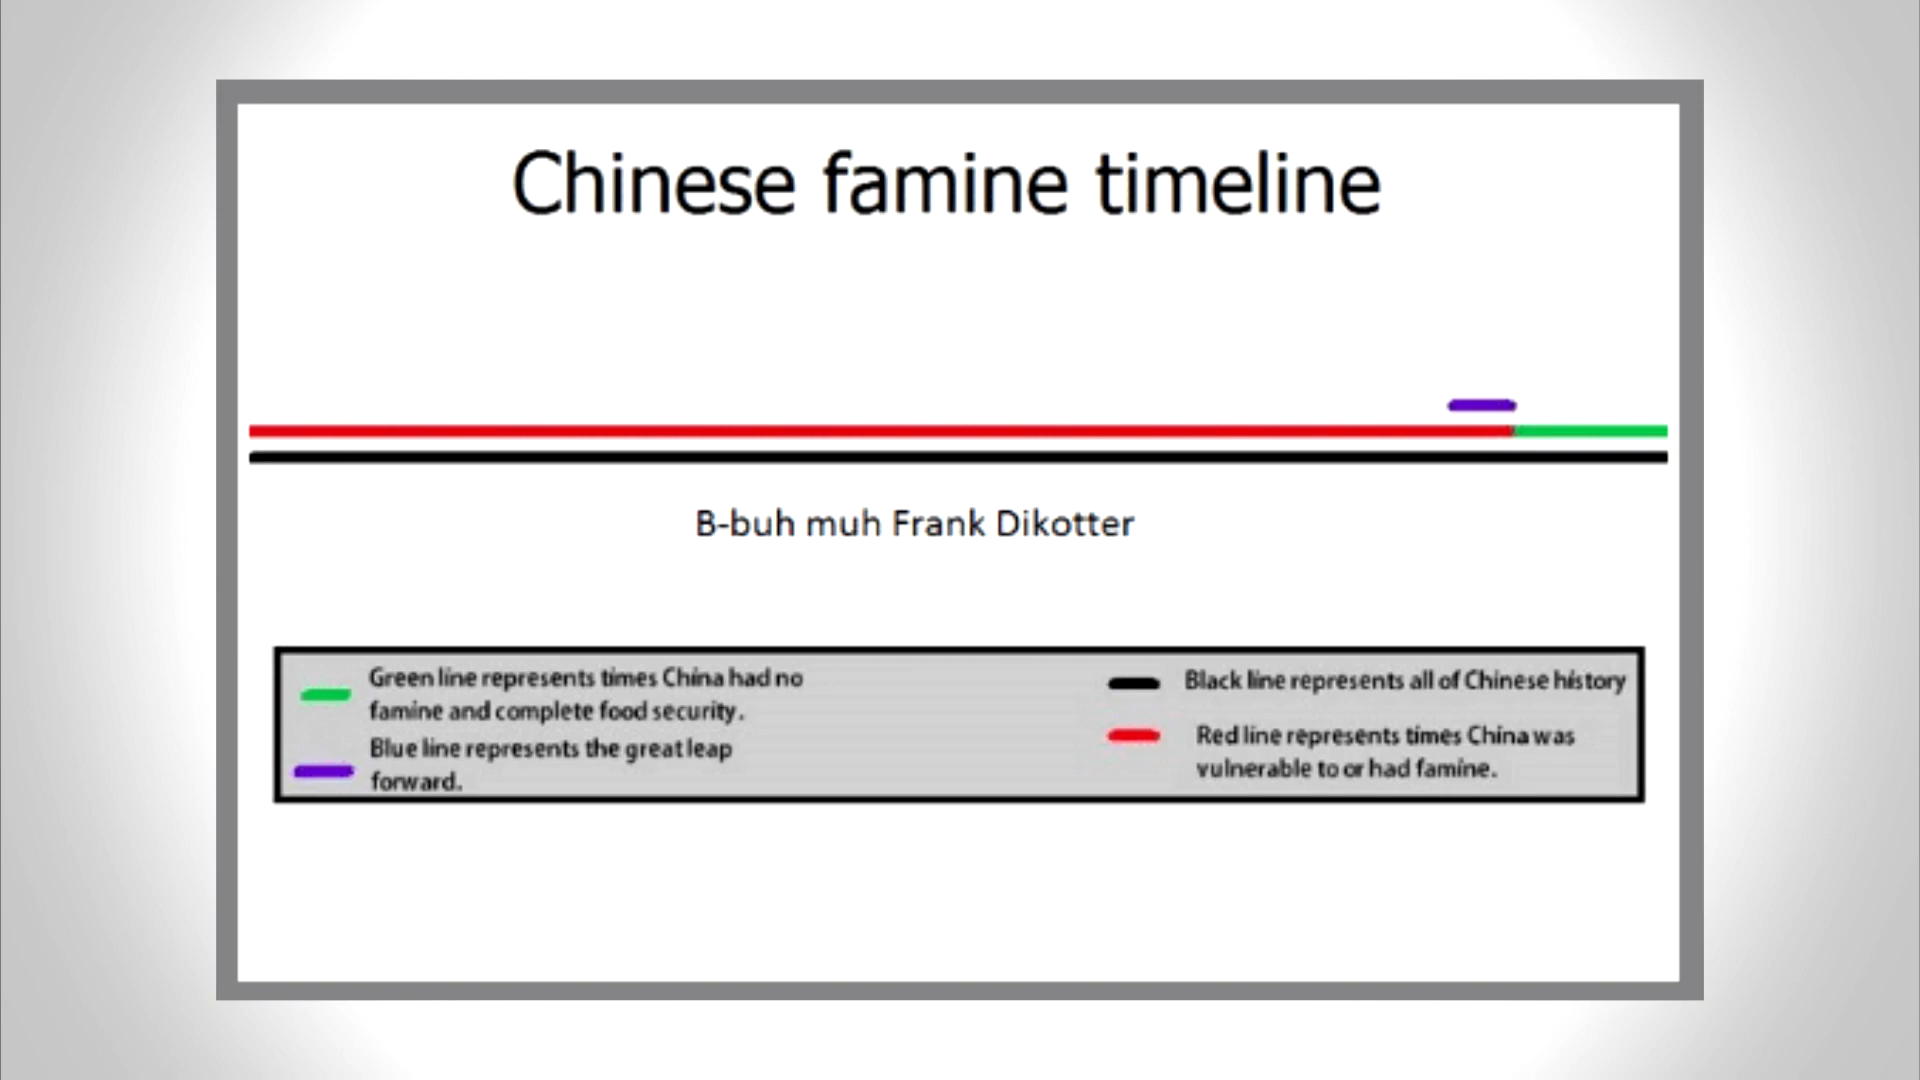 Chinese famine timeline
B-buh muh Frank Dikotter
Green line represents times China had no
famine and complete food security.
Blue line represents the great leap
forward.
Black line represents all of Chinese history
Red line represents times China was
vulnerable to or had famine.